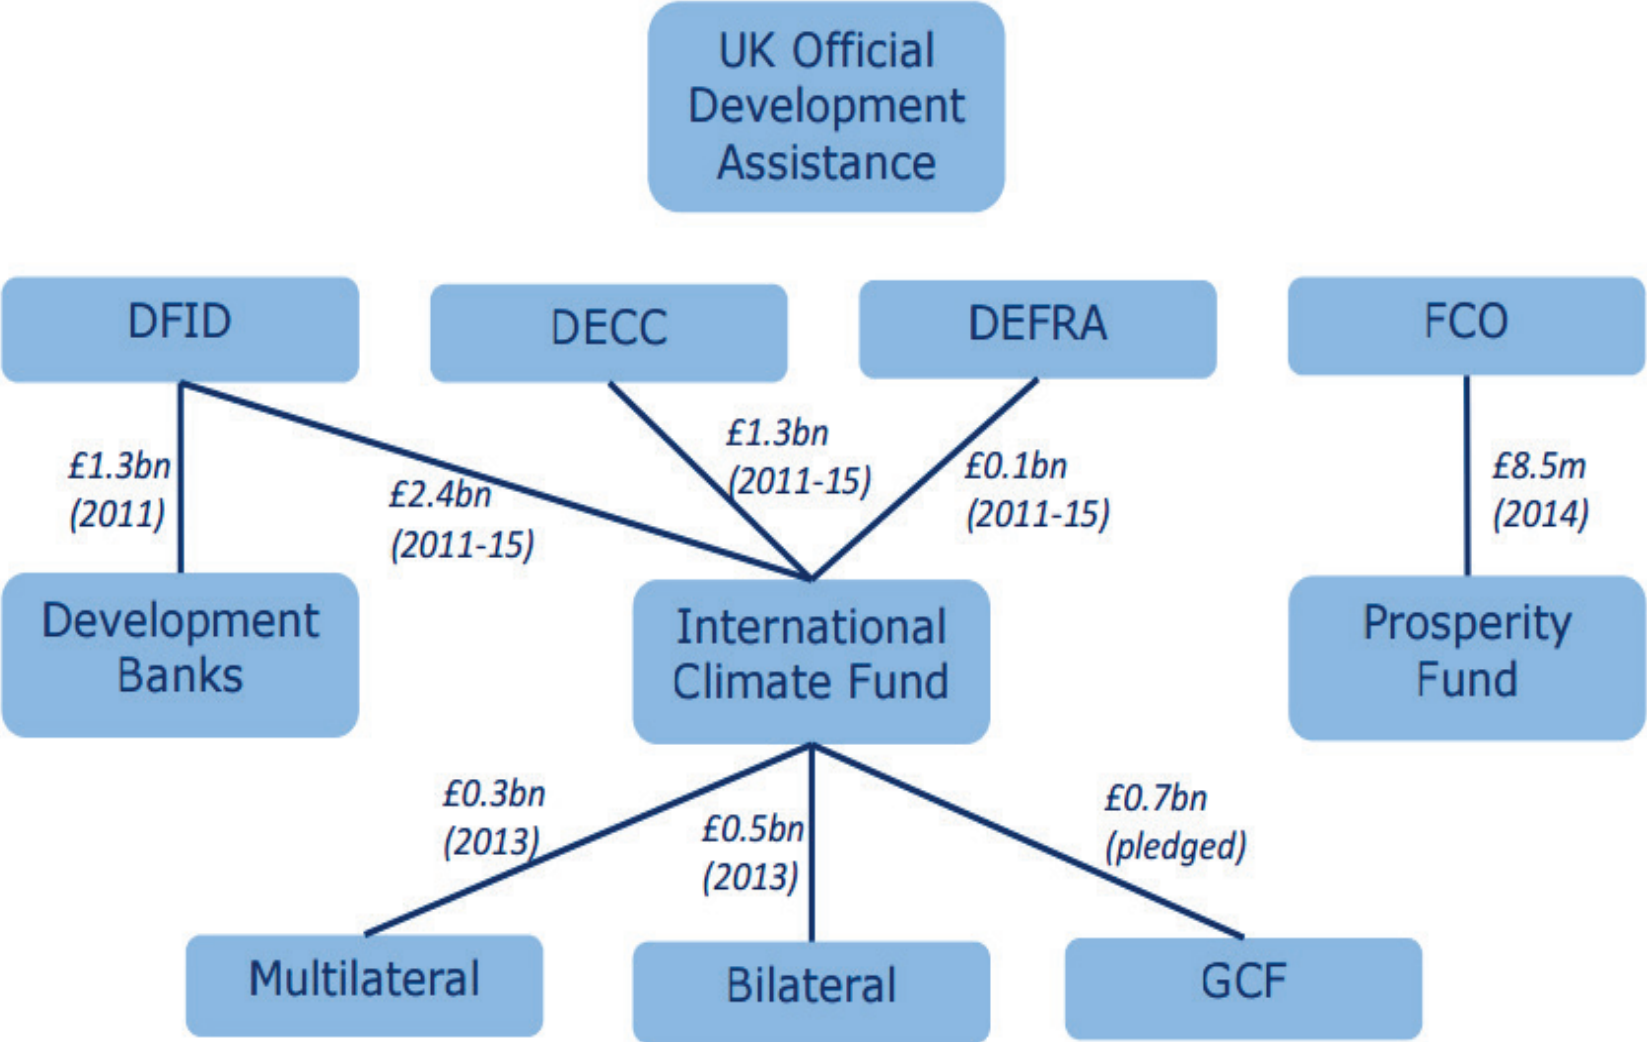 UK Official
Development
Assistance
DFID
DECC
DEFRA
FCO
£1.3bn
(2011)
£2.4bn
(2011-15)
£1.3bn
(2011-15)
£0.1bn
(2011-15)
£8.5m
(2014)
Development
Banks
International
Climate Fund
Prosperity
Fund
£0.3bn
(2013)
£0.5bn
(2013)
£0.7bn
(pledged)
Multilateral
Bilateral
GCF